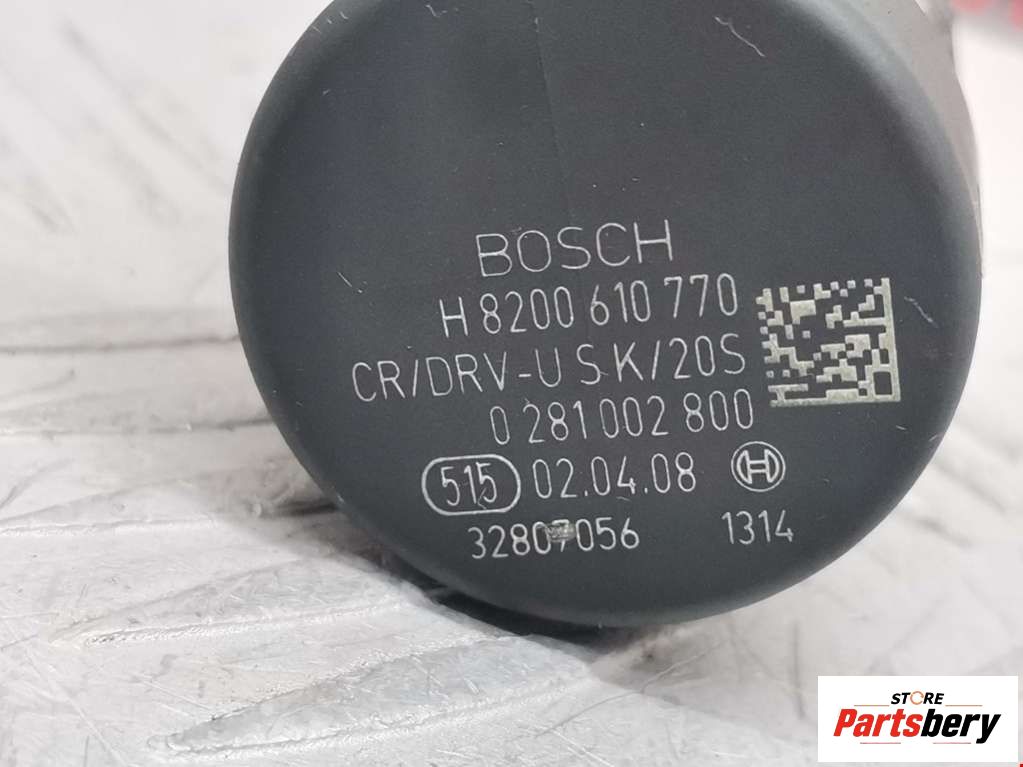 BOSCH
H 8200 610 770
CR/DRV-U S K/20S
0 281 002 800
515 02.04.08
32807056 1314
STORE
Partsbery